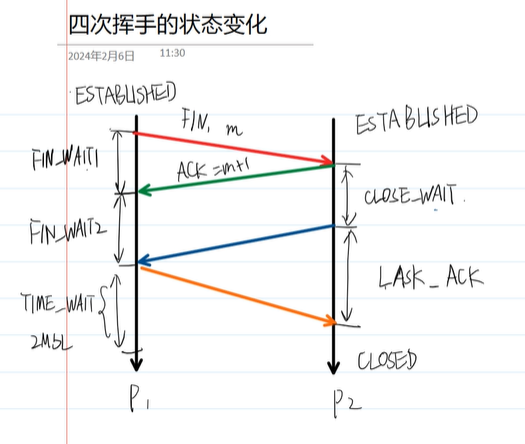 四次挥手的状态变化
2024年2月6日 11:30
ESTABLISHED
FIN, m
ESTABLISHED
FIN_WAIT1
ACK=m+1
CLOSE_WAIT.
FIN_WAIT2
LASK_ACK
TIME_WAIT
2MSL
CLOSED
P1
P2